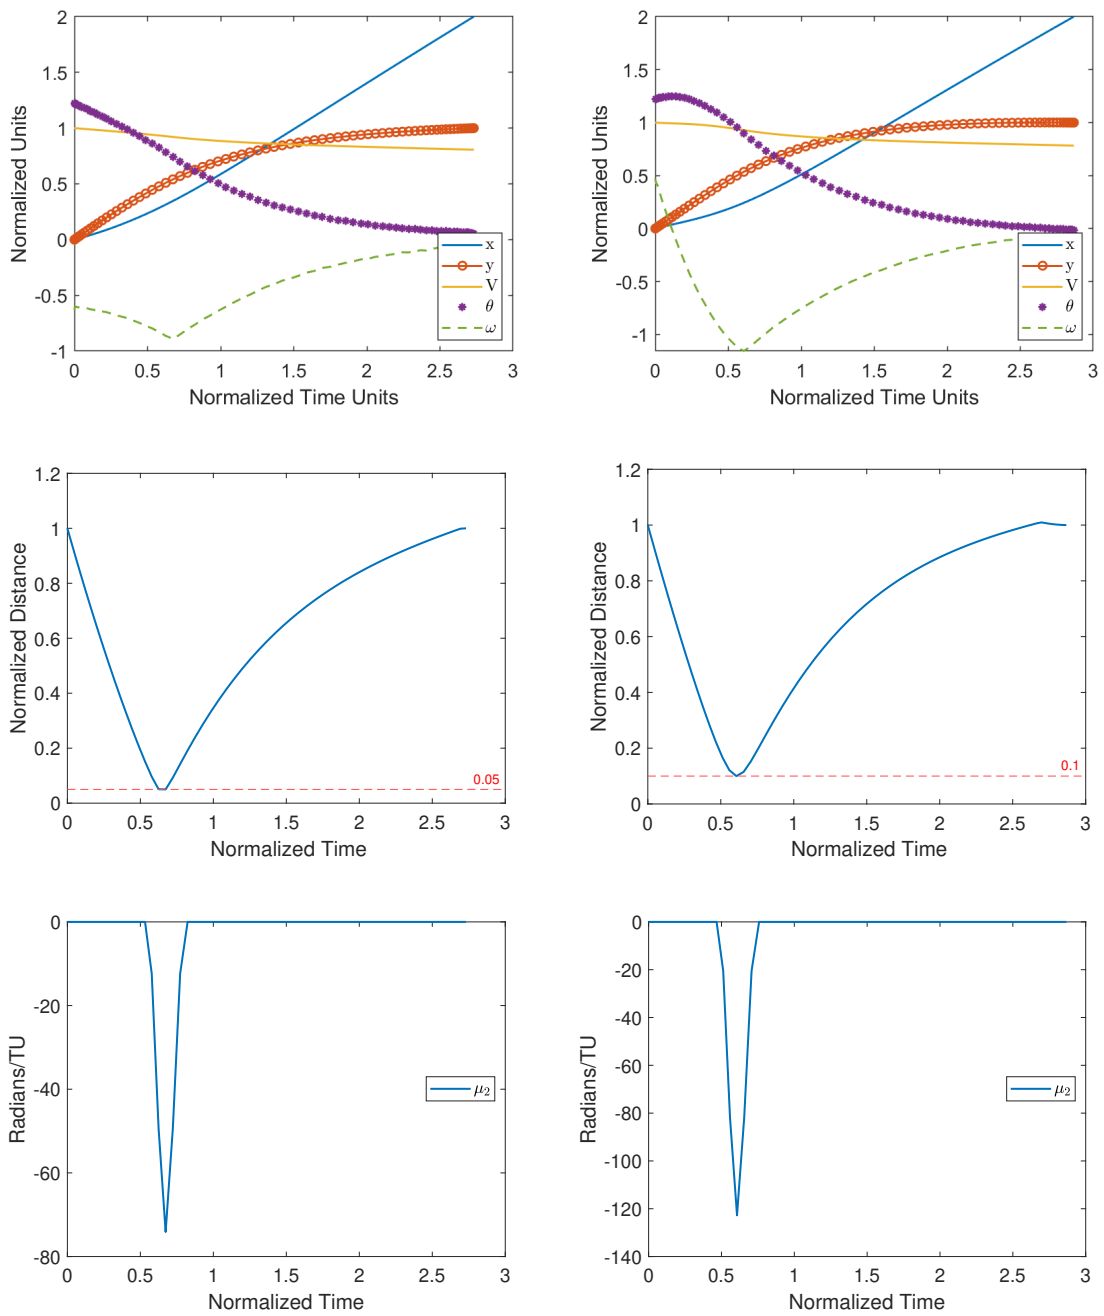 2
1.5
1
0.5
0
-0.5
-1
0 0.5 1 1.5 2 2.5 3
Normalized Units
Normalized Time Units
x
y
V
θ
ω
2
1.5
1
0.5
0
-0.5
-1
0 0.5 1 1.5 2 2.5 3
Normalized Units
Normalized Time Units
x
y
V
θ
ω
1.2
1
0.8
0.6
0.4
0.2
0
0 0.5 1 1.5 2 2.5 3
Normalized Distance
Normalized Time
0.05
1.2
1
0.8
0.6
0.4
0.2
0
0 0.5 1 1.5 2 2.5 3
Normalized Distance
Normalized Time
0.1
0
-20
-40
-60
-80
0 0.5 1 1.5 2 2.5 3
Radians/TU
Normalized Time
μ₂
0
-20
-40
-60
-80
-100
-120
-140
0 0.5 1 1.5 2 2.5 3
Radians/TU
Normalized Time
μ₂